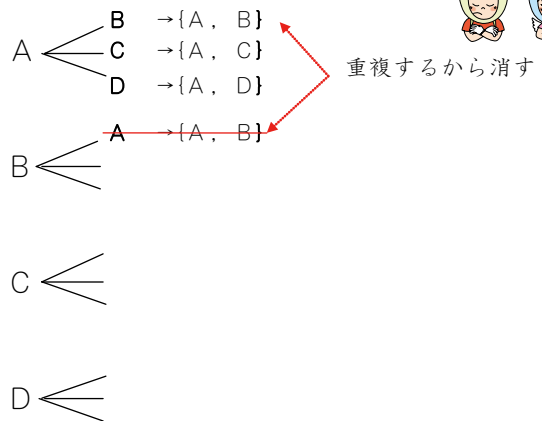 B →{A, B}
A C →{A, C}
D →{A, D}
重複するから消す
A →{A, B}
B
C
D